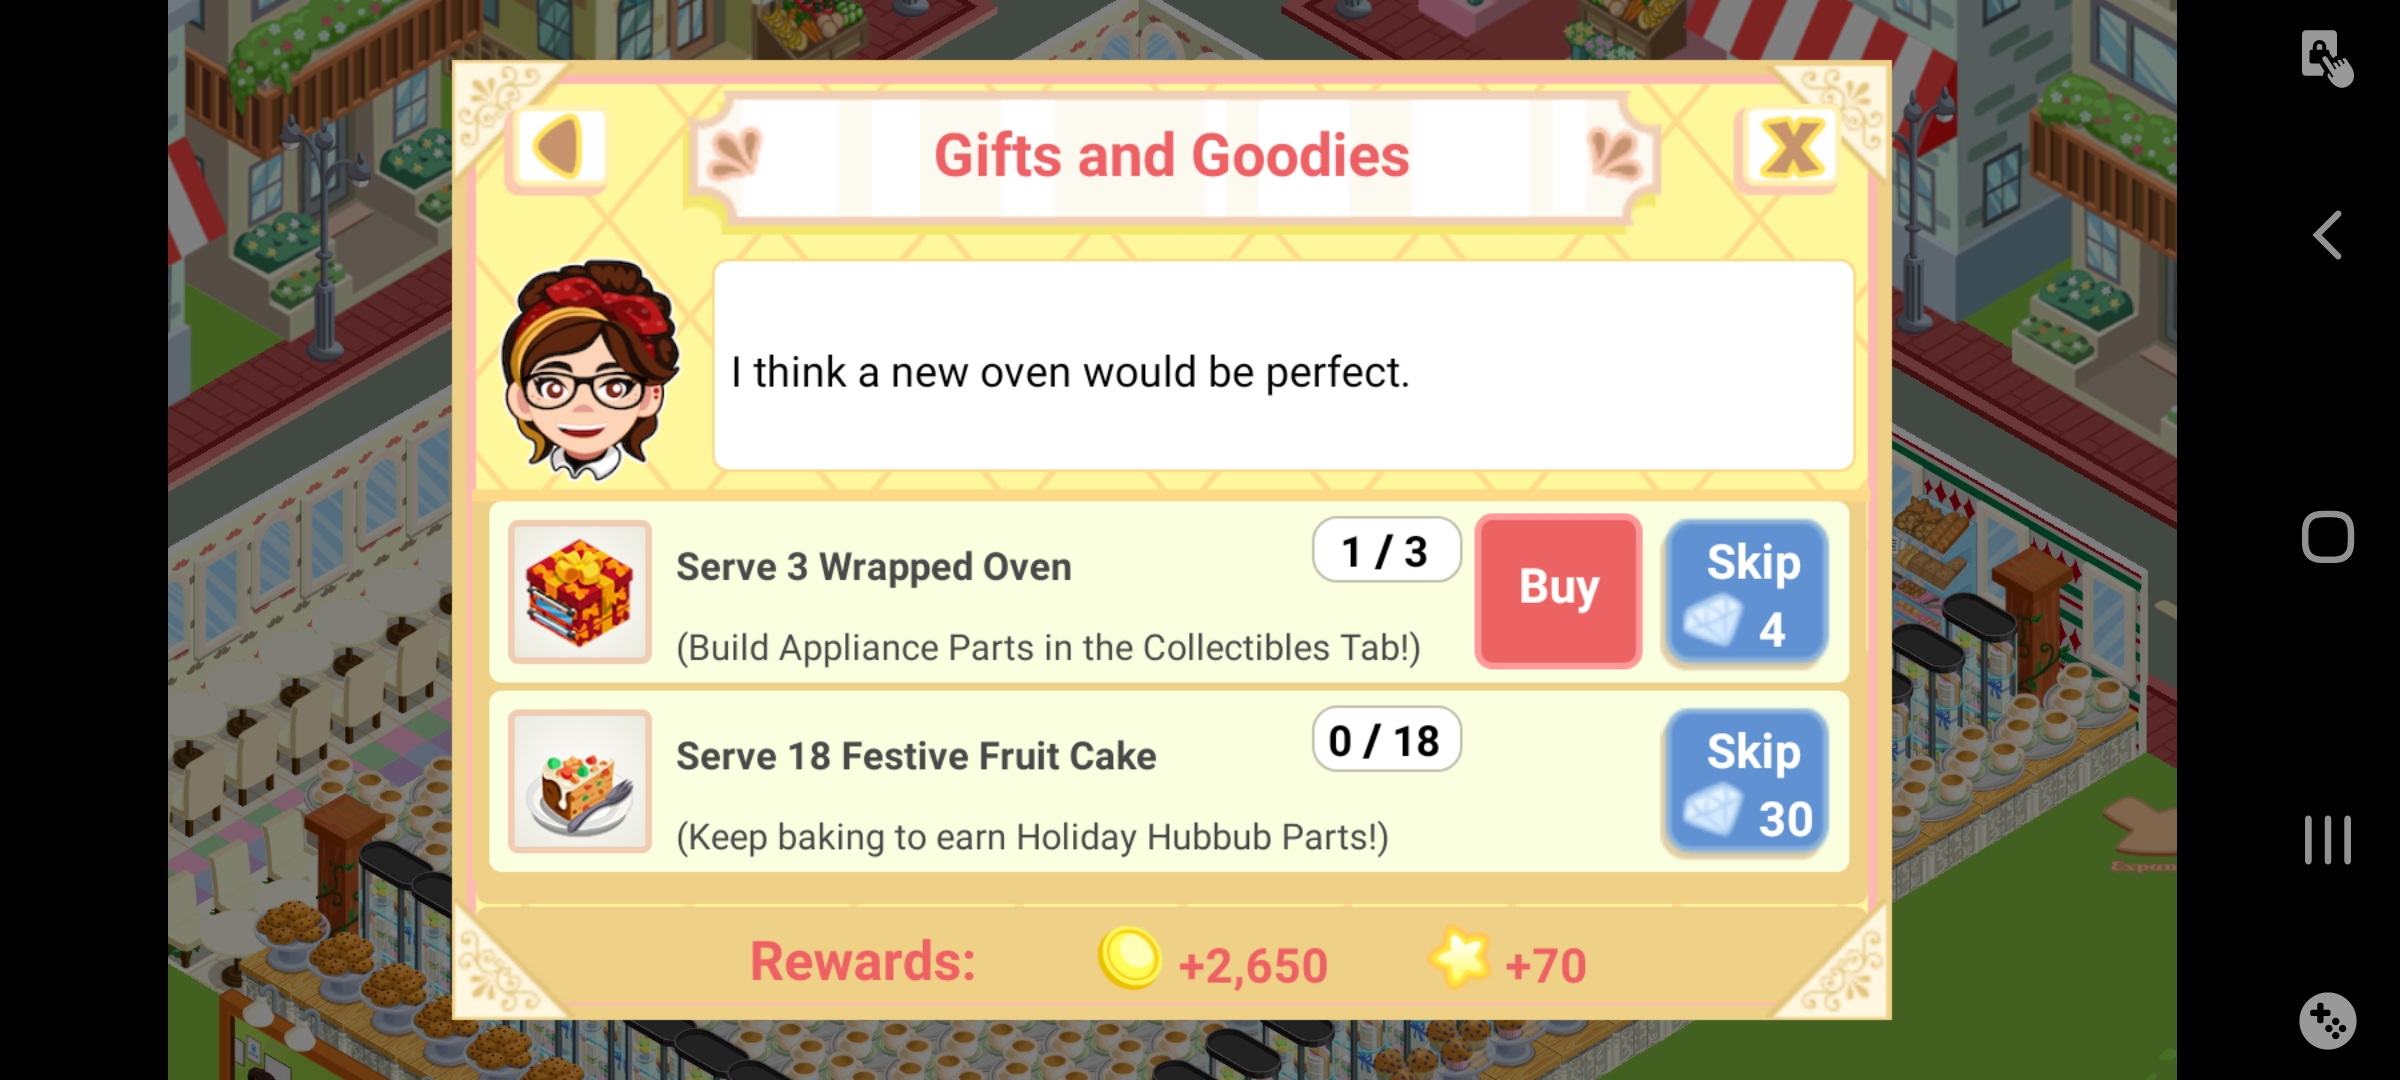 Gifts and Goodies
I think a new oven would be perfect.
Serve 3 Wrapped Oven
1 / 3
Buy
Skip
4
(Build Appliance Parts in the Collectibles Tab!)
Serve 18 Festive Fruit Cake
0 / 18
Skip
30
(Keep baking to earn Holiday Hubbub Parts!)
Expan
Rewards: +2,650 +70